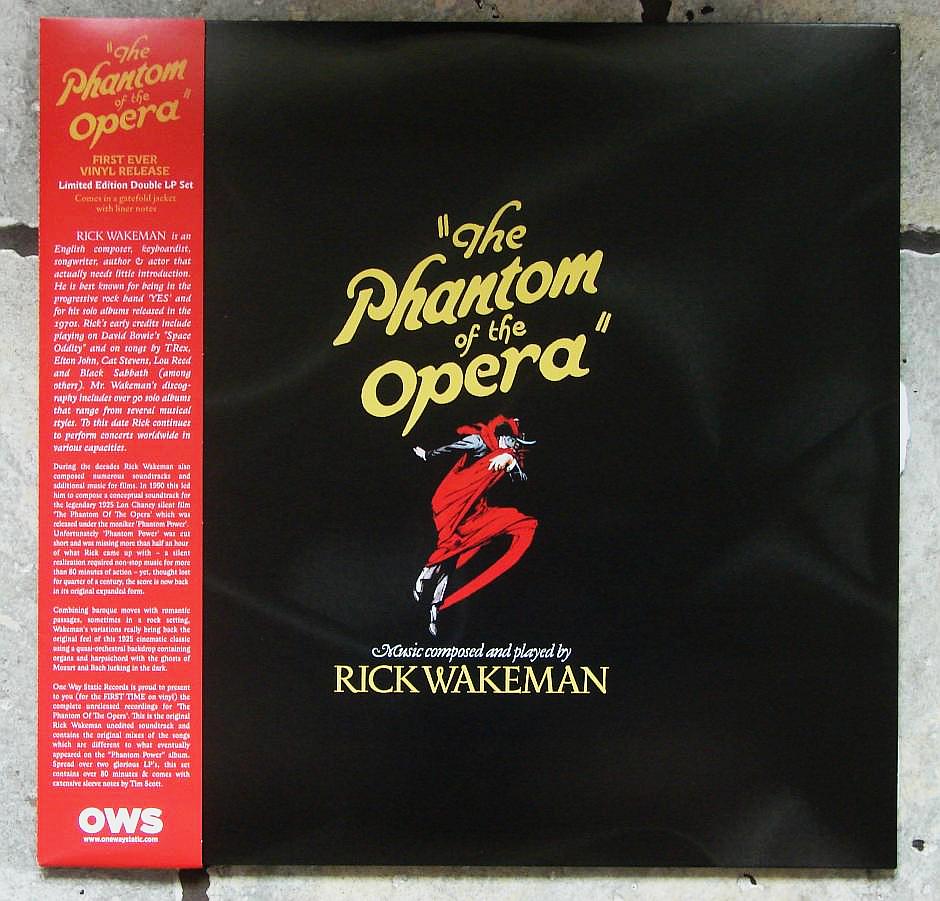 "The
Phantom
of the
Opera"
FIRST EVER
VINYL RELEASE
Limited Edition Double LP Set
Comes in a gatefold jacket
with liner notes
RICK WAKEMAN is an
English composer, keyboardist,
songwriter, author & actor that
actually needs little introduction.
He is best known for being in the
progressive rock band 'YES' and
for his solo albums released in the
1970s. Rick's early credits include
playing on David Bowie's "Space
Oddity" and on songs by T.Rex,
Elton John, Cat Stevens, Lou Reed
and Black Sabbath (among
others). Mr. Wakeman's discog-
raphy includes over 90 solo albums
that range from several musical
styles. To this date Rick continues
to perform concerts worldwide in
various capacities.
During the decades Rick Wakeman also
composed numerous soundtracks and
additional music for films. In 1990 this led
him to compose a conceptual soundtrack for
the legendary 1925 Lon Chaney silent film
'The Phantom Of The Opera' which was
released under the moniker 'Phantom Power'.
Unfortunately 'Phantom Power' was cut
short and was missing more than half an hour
of what Rick came up with – a silent
realization required non-stop music for more
than 80 minutes of action – yet, thought lost
for quarter of a century, the score is now back
in its original expanded form.
Combining baroque moves with romantic
passages, sometimes in a rock setting,
Wakeman's variations really bring back the
original feel of this 1925 cinematic classic
using a quasi-orchestral backdrop containing
organs and harpsichord with the ghosts of
Mozart and Bach lurking in the dark.
One Way Static Records is proud to present
to you (for the FIRST TIME on vinyl) the
complete unreleased recordings for 'The
Phantom Of The Opera'. This is the original
Rick Wakeman unedited soundtrack and
contains the original mixes of the songs
which are different to what eventually
appeared on the "Phantom Power" album.
Spread over two glorious LP's, this set
contains over 80 minutes & comes with
extensive sleeve notes by Tim Scott.
OWS
www.onewaystatic.com
"The
Phantom
of the
Opera"
Music composed and played by
RICK WAKEMAN